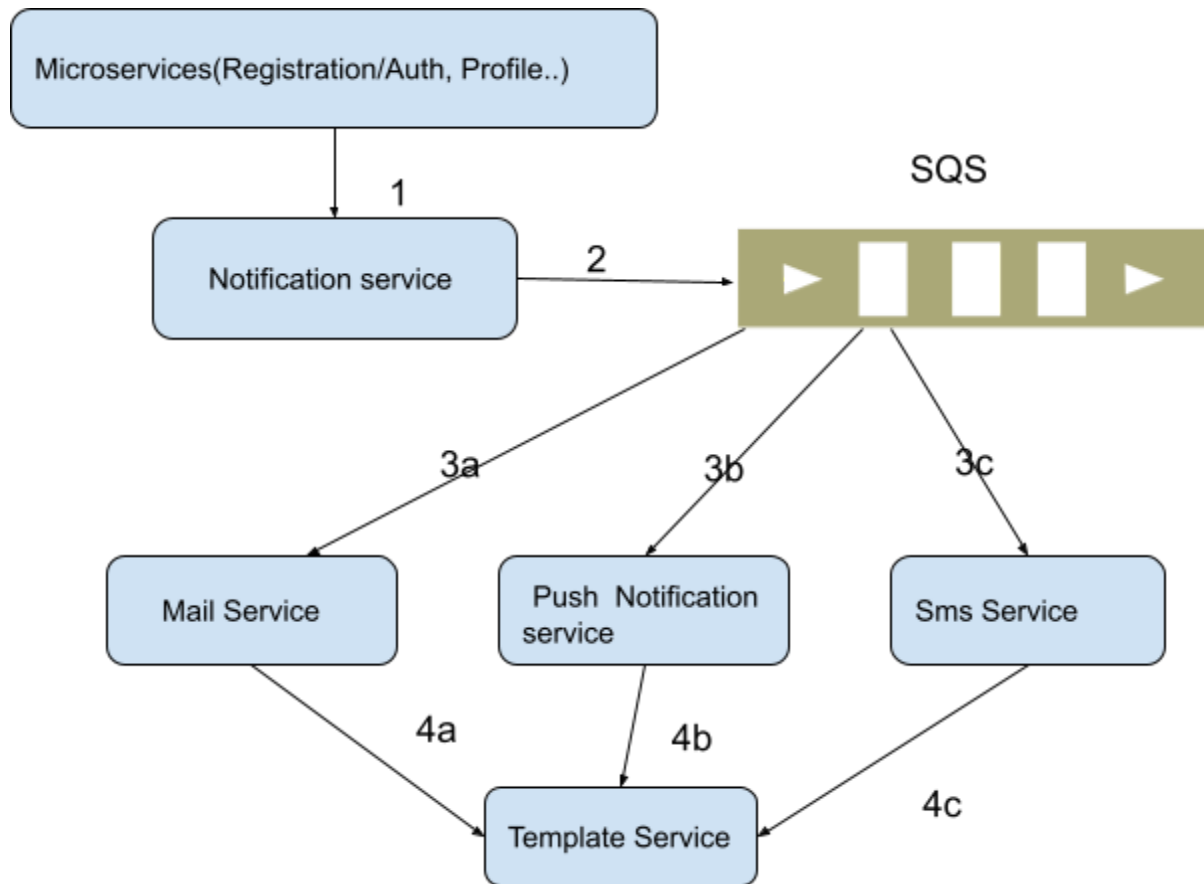 Microservices(Registration/Auth, Profile..)
SQS
1
Notification service
2
3a
3b
3c
Mail Service
Push Notification
service
Sms Service
4a
4b
4c
Template Service